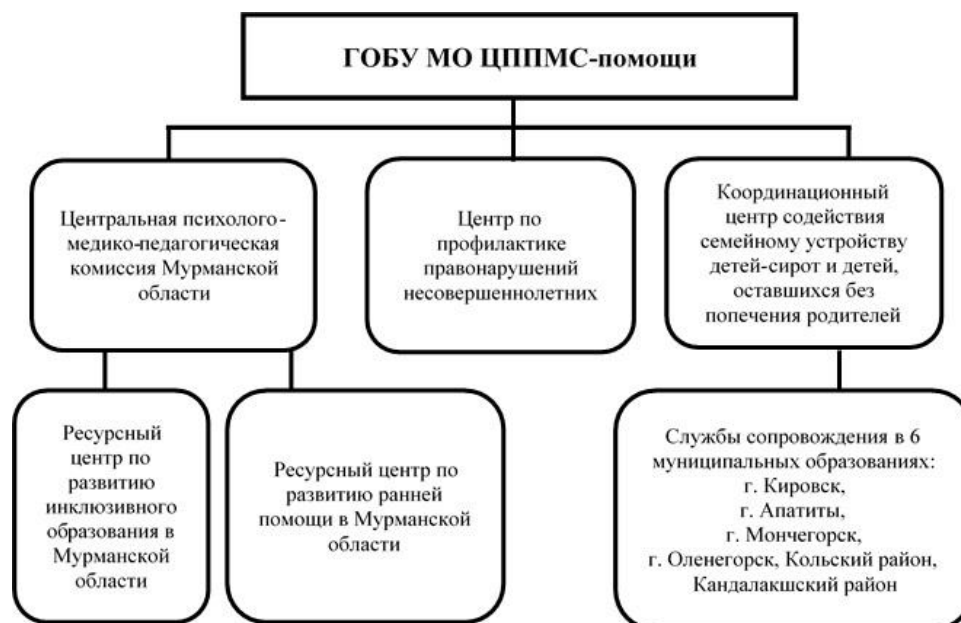 ГОБУ МО ЦППМС-помощи
Центральная психолого-
медико-педагогическая
комиссия Мурманской
области
Центр по
профилактике
правонарушений
несовершеннолетних
Координационный
центр содействия
семейному устройству
детей-сирот и детей,
оставшихся без
попечения родителей
Ресурсный
центр по
развитию
инклюзивного
образования в
Мурманской
области
Ресурсный центр по
развитию ранней
помощи в Мурманской
области
Службы сопровождения в 6
муниципальных образованиях:
г. Кировск,
г. Апатиты,
г. Мончегорск,
г. Оленегорск, Кольский район,
Кандалакшский район